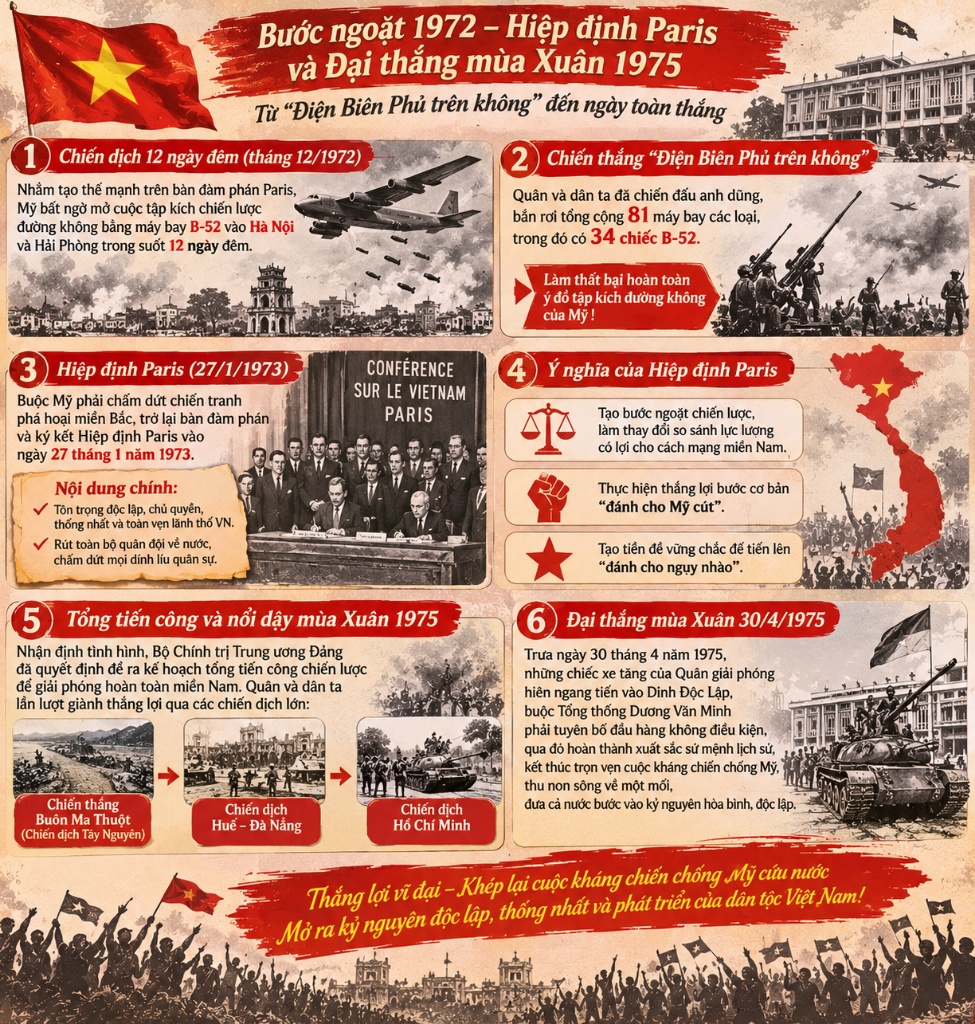 Bước ngoặt 1972 – Hiệp định Paris
và Đại thắng mùa Xuân 1975
Từ “Điện Biên Phủ trên không” đến ngày toàn thắng
1 Chiến dịch 12 ngày đêm (tháng 12/1972)
Nhằm tạo thế mạnh trên bàn đàm phán Paris,
Mỹ bất ngờ mở cuộc tập kích chiến lược
đường không bằng máy bay B-52 vào Hà Nội
và Hải Phòng trong suốt 12 ngày đêm.
2 Chiến thắng “Điện Biên Phủ trên không”
Quân và dân ta đã chiến đấu anh dũng,
bắn rơi tổng cộng 81 máy bay các loại,
trong đó có 34 chiếc B-52.
Làm thất bại hoàn toàn
ý đồ tập kích đường không
của Mỹ !
3 Hiệp định Paris (27/1/1973)
Buộc Mỹ phải chấm dứt chiến tranh
phá hoại miền Bắc, trở lại bàn đàm phán
và ký kết Hiệp định Paris vào
ngày 27 tháng 1 năm 1973.
Nội dung chính:
Tôn trọng độc lập, chủ quyền,
thống nhất và toàn vẹn lãnh thổ VN.
Rút toàn bộ quân đội về nước,
chấm dứt mọi dính líu quân sự.
CONFÉRENCE
SUR LE VIETNAM
PARIS
4 Ý nghĩa của Hiệp định Paris
Tạo bước ngoặt chiến lược,
làm thay đổi so sánh lực lượng
có lợi cho cách mạng miền Nam.
Thực hiện thắng lợi bước cơ bản
“đánh cho Mỹ cút”.
Tạo tiền đề vững chắc để tiến lên
“đánh cho ngụy nhào”.
5 Tổng tiến công và nổi dậy mùa Xuân 1975
Nhận định tình hình, Bộ Chính trị Trung ương Đảng
đã quyết định đề ra kế hoạch tổng tiến công chiến lược
để giải phóng hoàn toàn miền Nam. Quân và dân ta
lần lượt giành thắng lợi qua các chiến dịch lớn:
Chiến thắng
Buôn Ma Thuột
(Chiến dịch Tây Nguyên)
Chiến dịch
Huế – Đà Nẵng
Chiến dịch
Hồ Chí Minh
6 Đại thắng mùa Xuân 30/4/1975
Trưa ngày 30 tháng 4 năm 1975,
những chiếc xe tăng của Quân giải phóng
hiên ngang tiến vào Dinh Độc Lập,
buộc Tổng thống Dương Văn Minh
phải tuyên bố đầu hàng không điều kiện,
qua đó hoàn thành xuất sắc sứ mệnh lịch sử,
kết thúc trọn vẹn cuộc kháng chiến chống Mỹ,
thu non sông về một mối,
đưa cả nước bước vào kỷ nguyên hòa bình, độc lập.
Thắng lợi vĩ đại – Khép lại cuộc kháng chiến chống Mỹ cứu nước
Mở ra kỷ nguyên độc lập, thống nhất và phát triển của dân tộc Việt Nam!